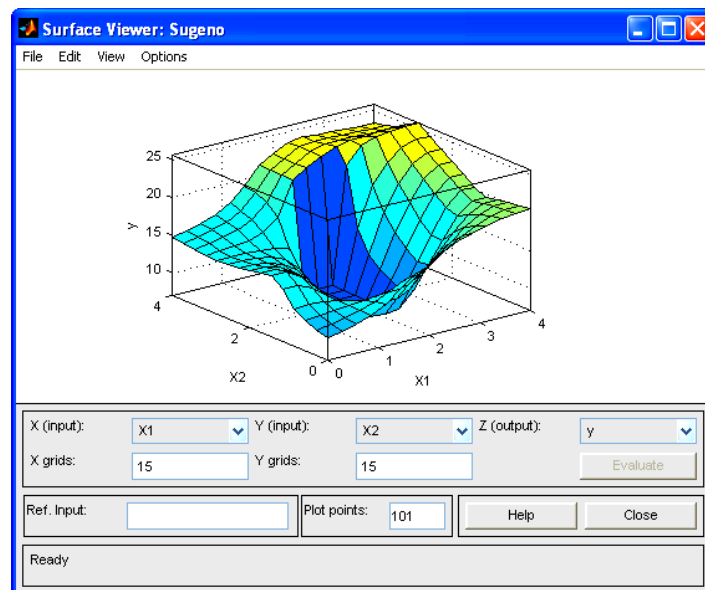 Surface Viewer: Sugeno
File Edit View Options
25
20
15
10
Y
4
2
0
X2
0
1
2
3
4
X1
X (input): X1 Y (input): X2 Z (output): y
X grids: 15 Y grids: 15 Evaluate
Ref. Input: Plot points: 101 Help Close
Ready